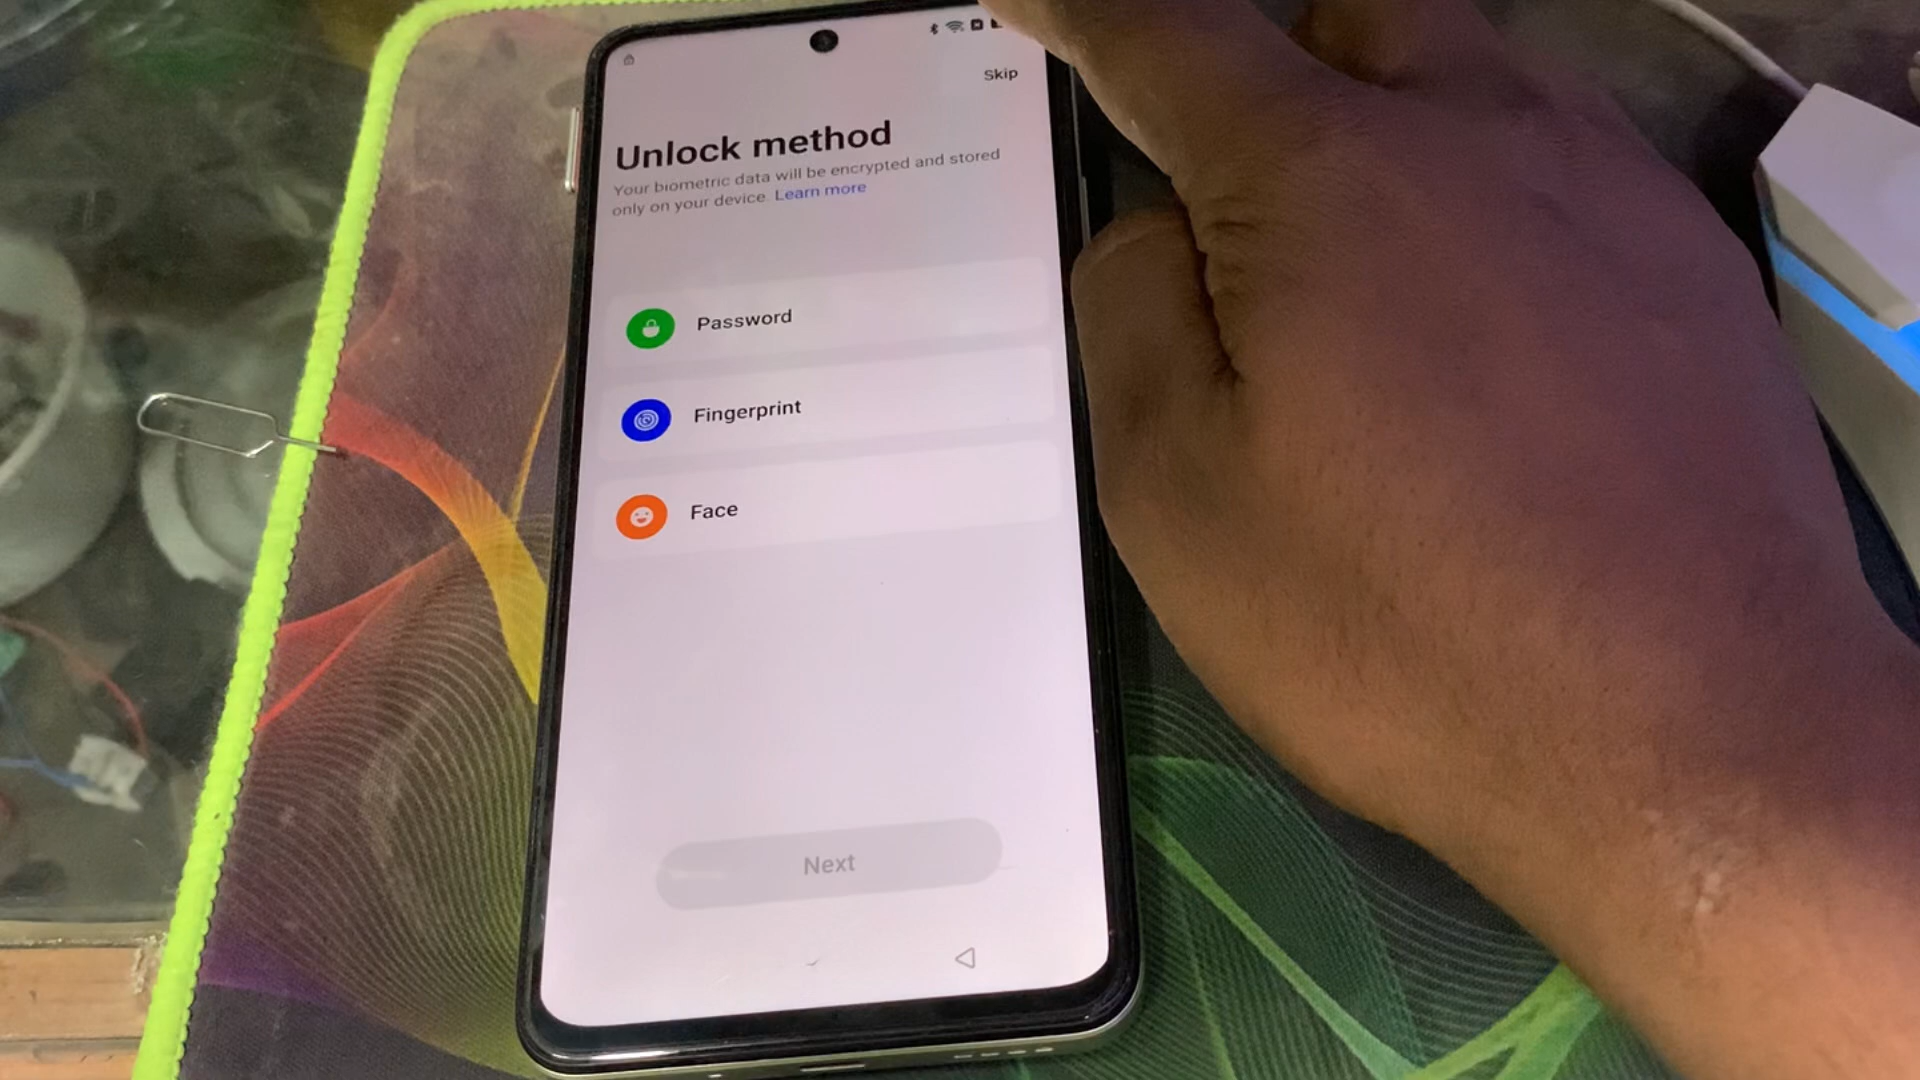 Skip
Unlock method
Your biometric data will be encrypted and stored
only on your device. Learn more
Password
Fingerprint
Face
Next